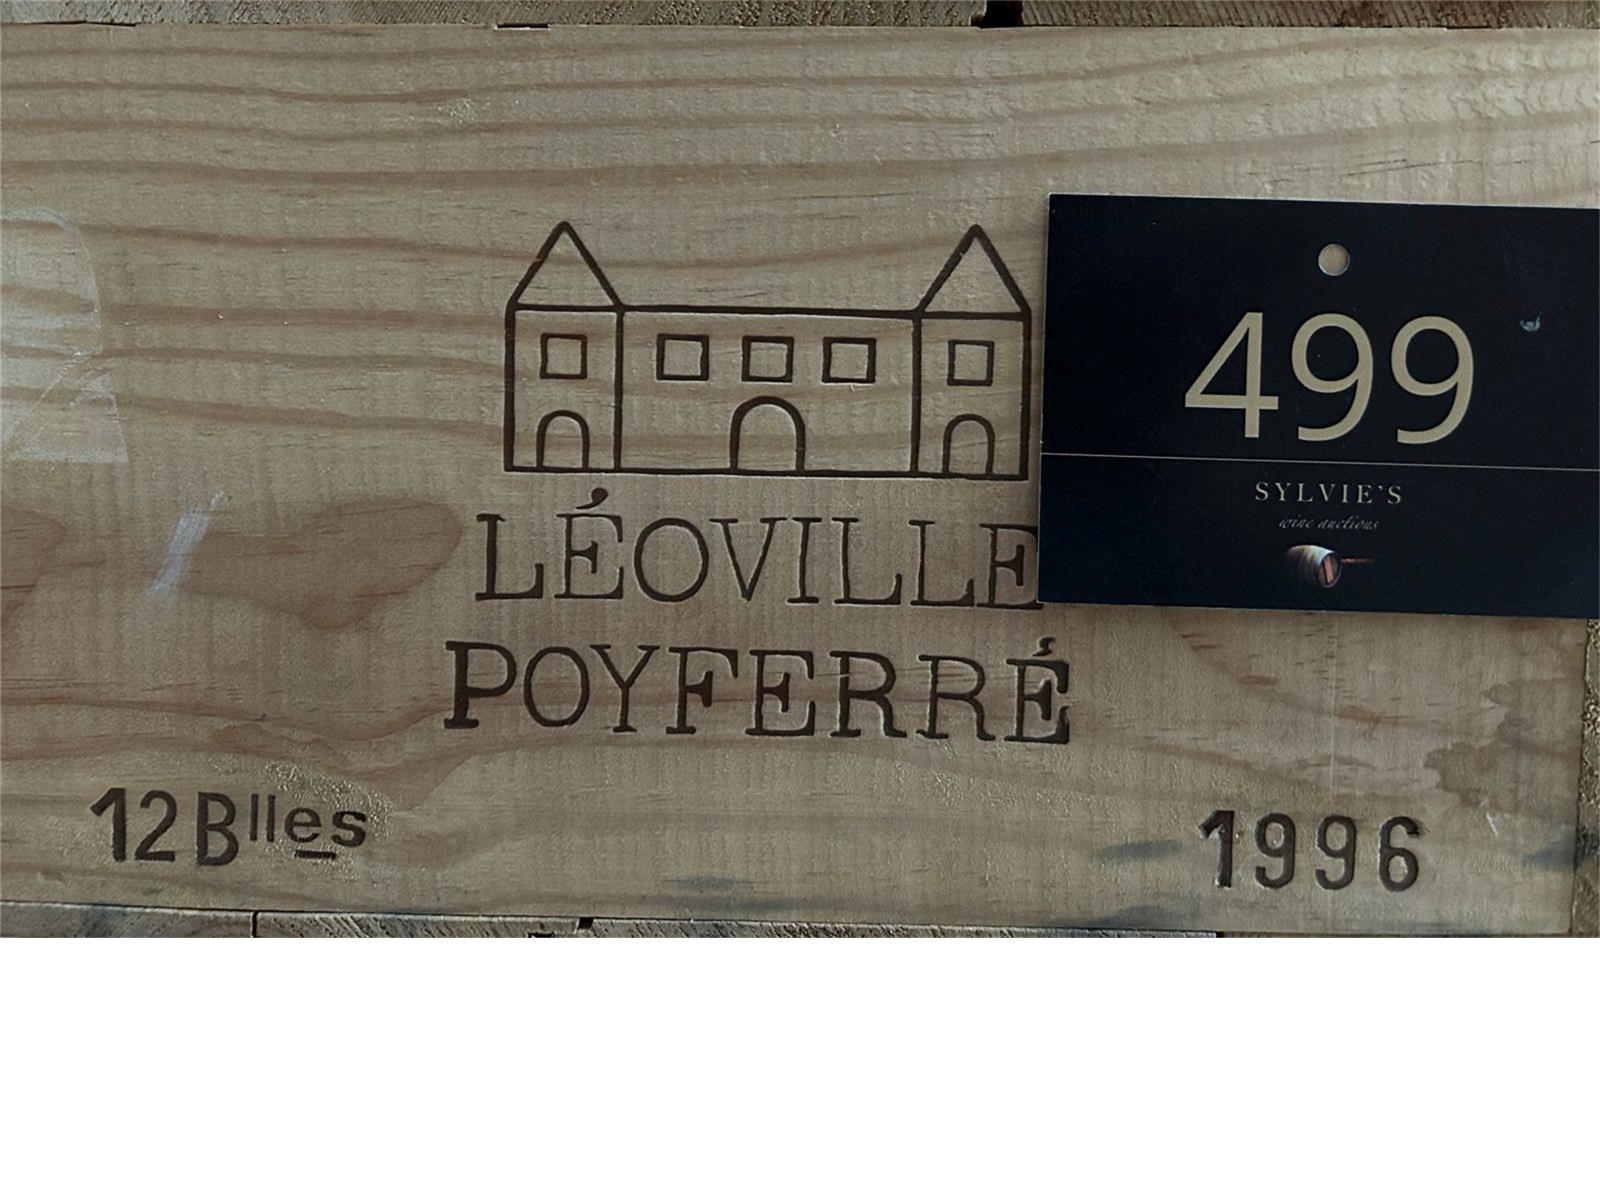 499
SYLVIE'S
wine auctions
LÉOVILLE
POYFERRÉ
12 Blles
1996